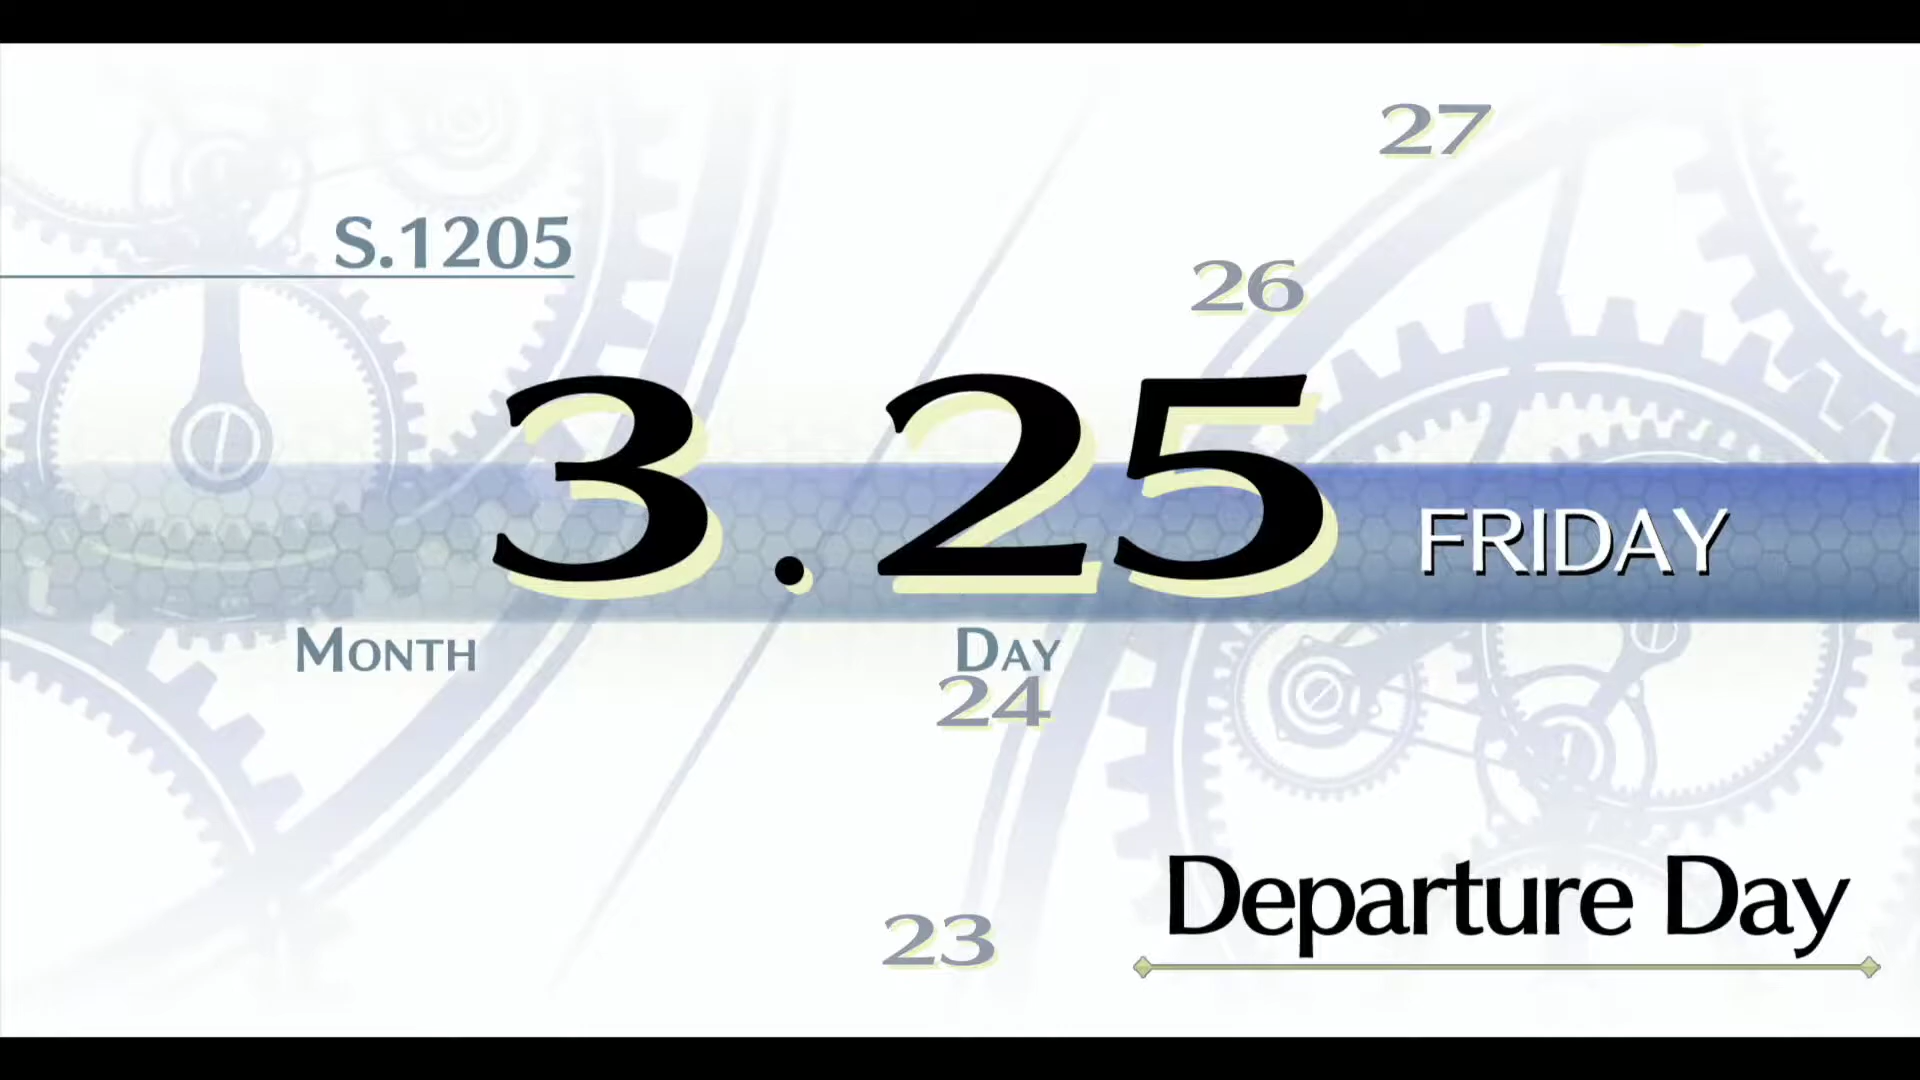 27
S.1205
26
3.25 FRIDAY
MONTH DAY
24
23
Departure Day